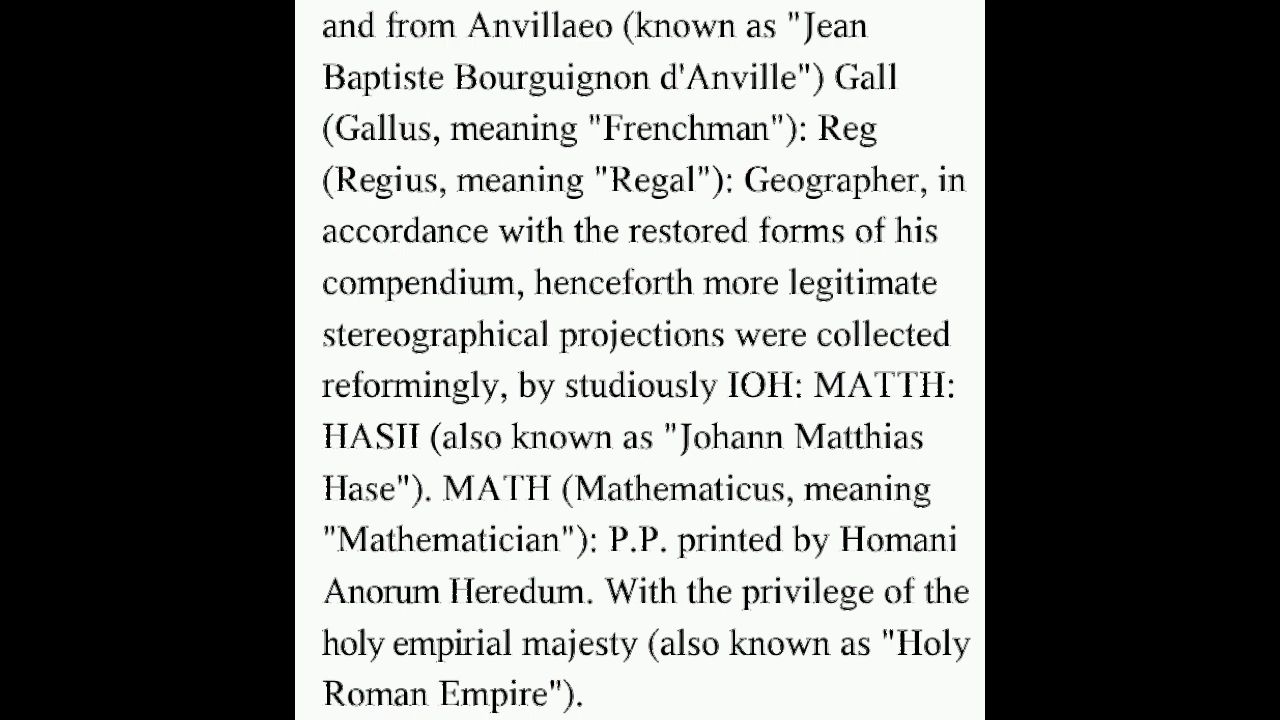 and from Anvillaeo (known as "Jean
Baptiste Bourguignon d'Anville") Gall
(Gallus, meaning "Frenchman"): Reg
(Regius, meaning "Regal"): Geographer, in
accordance with the restored forms of his
compendium, henceforth more legitimate
stereographical projections were collected
reformingly, by studiously IOH: MATTH:
HASII (also known as "Johann Matthias
Hase"). MATH (Mathematicus, meaning
"Mathematician"): P.P. printed by Homani
Anorum Heredum. With the privilege of the
holy empirial majesty (also known as "Holy
Roman Empire").